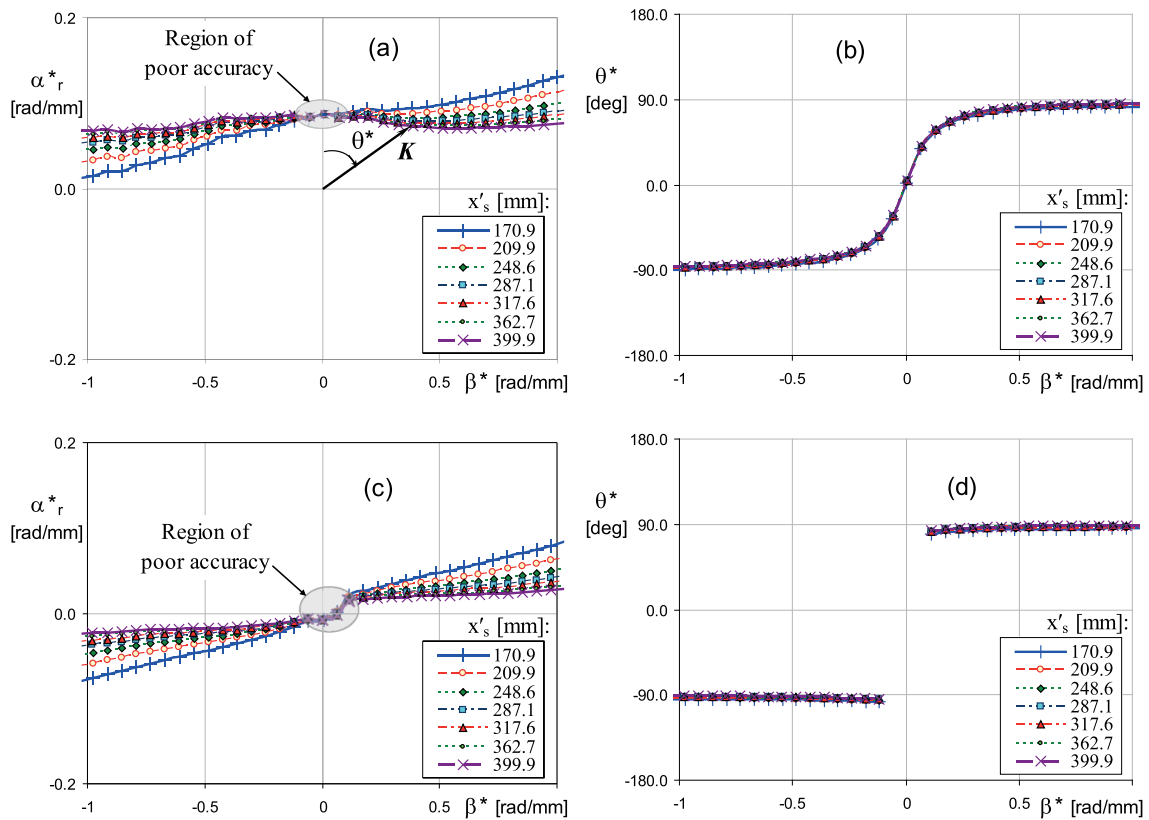 0.2
(a)
Region of
poor accuracy
α*r
[rad/mm]
θ*
K
0.0
x′s [mm]:
170.9
209.9
248.6
287.1
317.6
362.7
399.9
-0.2
-1
-0.5
0
0.5
β* [rad/mm]
180.0
(b)
θ*
[deg]
90.0
0.0
x′s [mm]:
170.9
209.9
248.6
287.1
317.6
362.7
399.9
-90.0
-180.0
-1
-0.5
0
0.5
β* [rad/mm]
0.2
(c)
α*r
[rad/mm]
Region of
poor accuracy
0.0
x′s [mm]:
170.9
209.9
248.6
287.1
317.6
362.7
399.9
-0.2
-1
-0.5
0
0.5
β* [rad/mm]
180.0
(d)
θ*
[deg]
90.0
0.0
x′s [mm]:
170.9
209.9
248.6
287.1
317.6
362.7
399.9
-90.0
-180.0
-1
-0.5
0
0.5
β* [rad/mm]